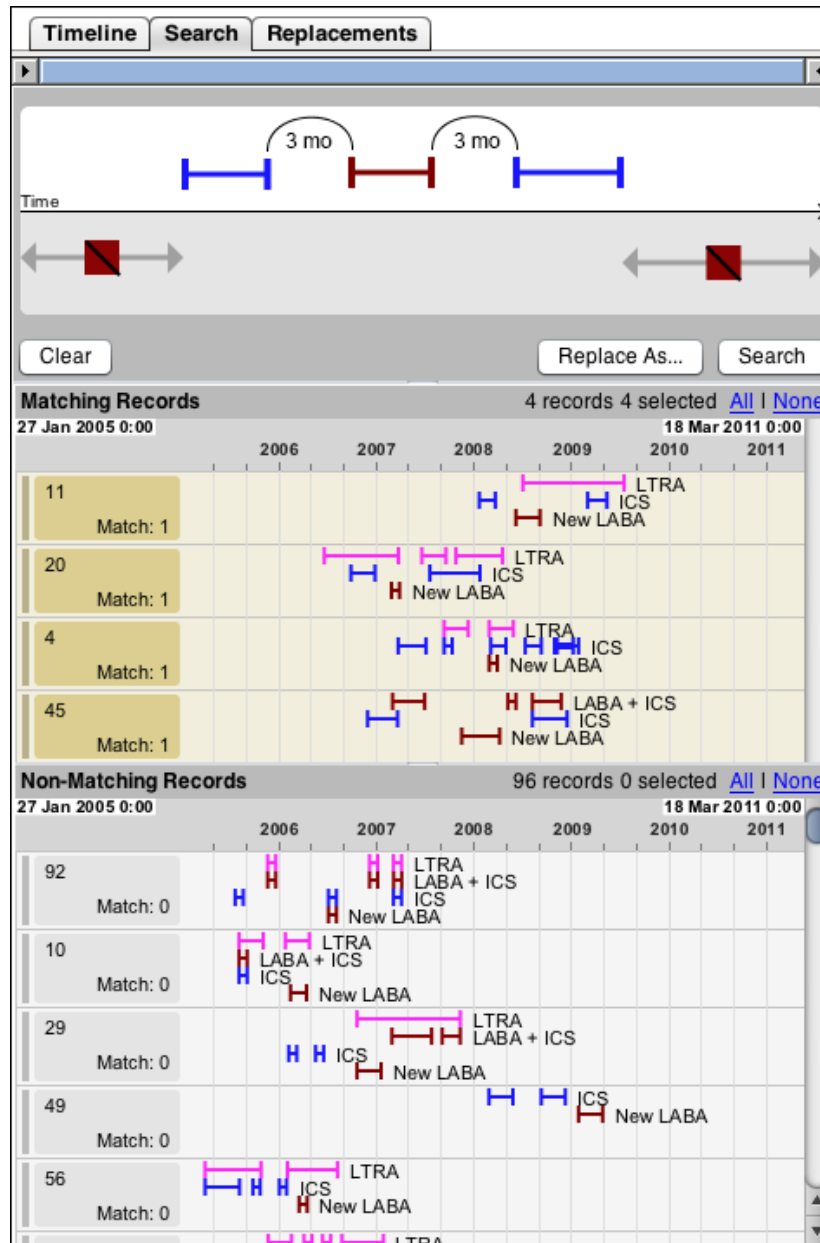 Timeline Search Replacements
3 mo 3 mo
Time
Clear Replace As... Search
Matching Records 4 records 4 selected All I None
27 Jan 2005 0:00 18 Mar 2011 0:00
2006 2007 2008 2009 2010 2011
11 LTRA
ICS
Match: 1 New LABA
20 LTRA
ICS
Match: 1 New LABA
4 LTRA
ICS
Match: 1 New LABA
45 LABA + ICS
ICS
Match: 1 New LABA
Non-Matching Records 96 records 0 selected All I None
27 Jan 2005 0:00 18 Mar 2011 0:00
2006 2007 2008 2009 2010 2011
92 LTRA
LABA + ICS
Match: 0 ICS
New LABA
10 LTRA
LABA + ICS
Match: 0 ICS
New LABA
29 LTRA
LABA + ICS
ICS
Match: 0 New LABA
49 ICS
New LABA
Match: 0
56 LTRA
ICS
Match: 0 New LABA
LTRA